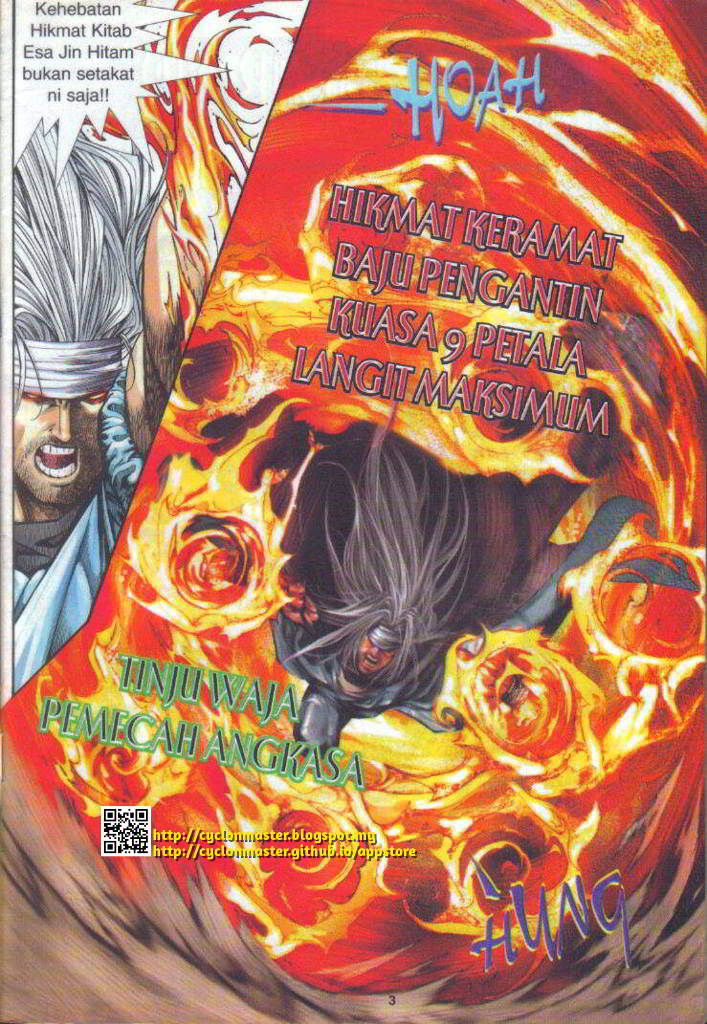 Kehebatan
Hikmat Kitab
Esa Jin Hitam
bukan setakat
ni saja!!
HOAH
HIKMAT KERAMAT
BAJU PENGANTIN
KUASA 9 PETALA
LANGIT MAKSIMUM
TINJU WAJA
PEMECAH ANGKASA
http://cyclonmaster.blogspot.my
http://cyclonmaster.github.io/appstore
HUNG
3